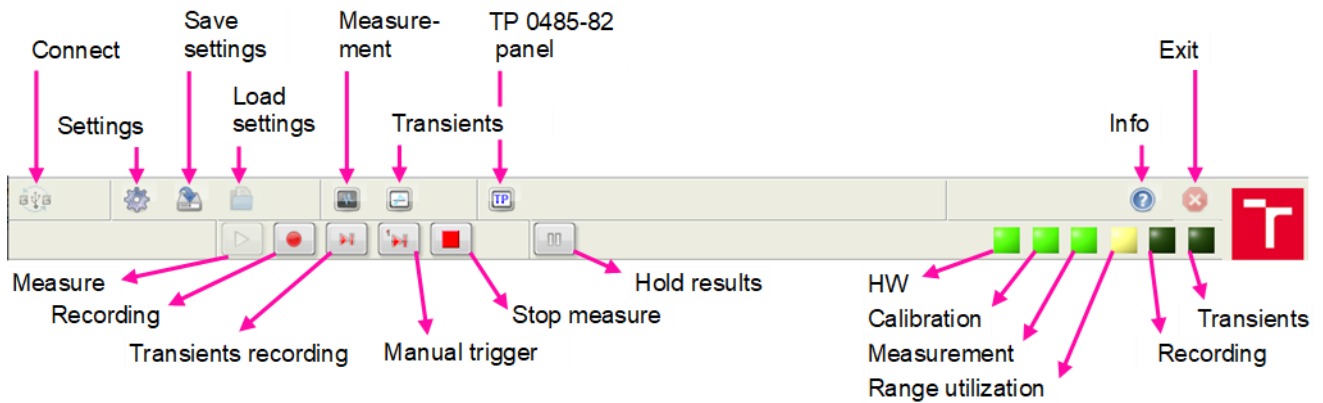 Save
settings
Measure-
ment
TP 0485-82
panel
Connect
Exit
Load
settings
Settings
Transients
Info
TP
1
Measure
Recording
Transients recording
Manual trigger
Stop measure
Hold results
HW
Calibration
Measurement
Range utilization
Transients
Recording